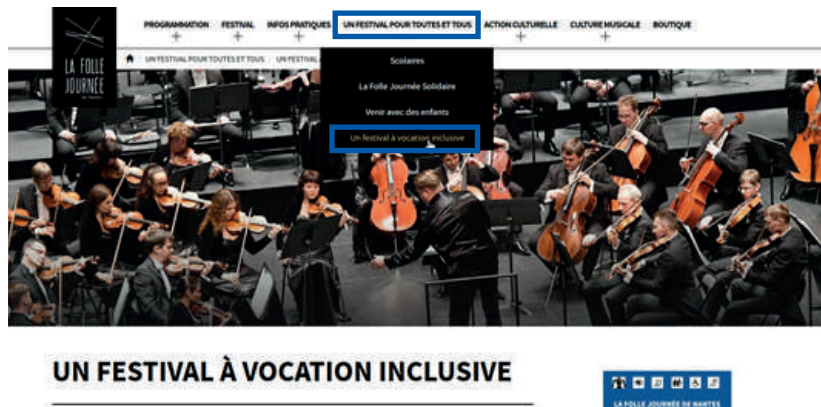 PROGRAMMATION FESTIVAL INFOS PRATIQUES UN FESTIVAL POUR TOUTES ET TOUS ACTION CULTURELLE CULTURE MUSICALE BOUTIQUE
LA FOLLE
JOURNÉE
UN FESTIVAL POUR TOUTES ET TOUS / UN FESTIVAL
Scolaires
La Folle Journée Solidaire
Venir avec des enfants
Un festival à vocation inclusive
UN FESTIVAL À VOCATION INCLUSIVE
LA FOLLE JOURNÉE DE NANTES